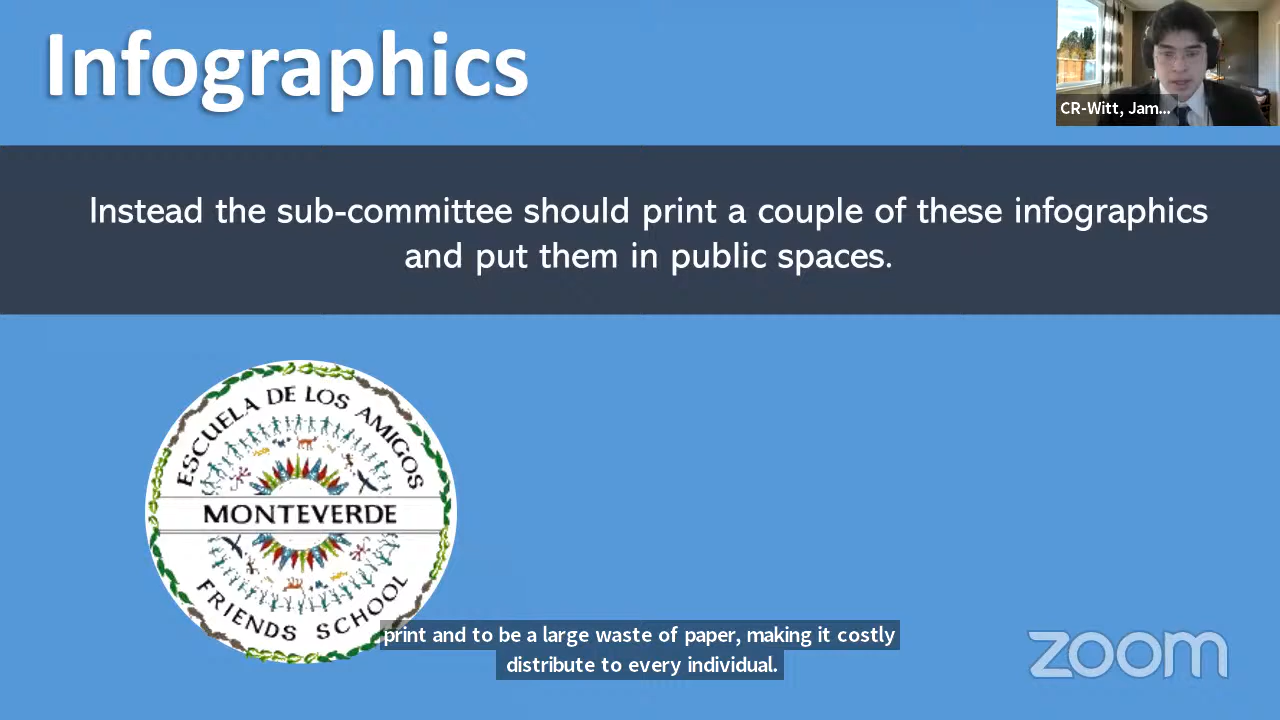 Infographics
CR-Witt, Jam...
Instead the sub-committee should print a couple of these infographics
and put them in public spaces.
ESCUELA DE LOS AMIGOS
MONTEVERDE
FRIENDS SCHOOL
print and to be a large waste of paper, making it costly
distribute to every individual.
zoom